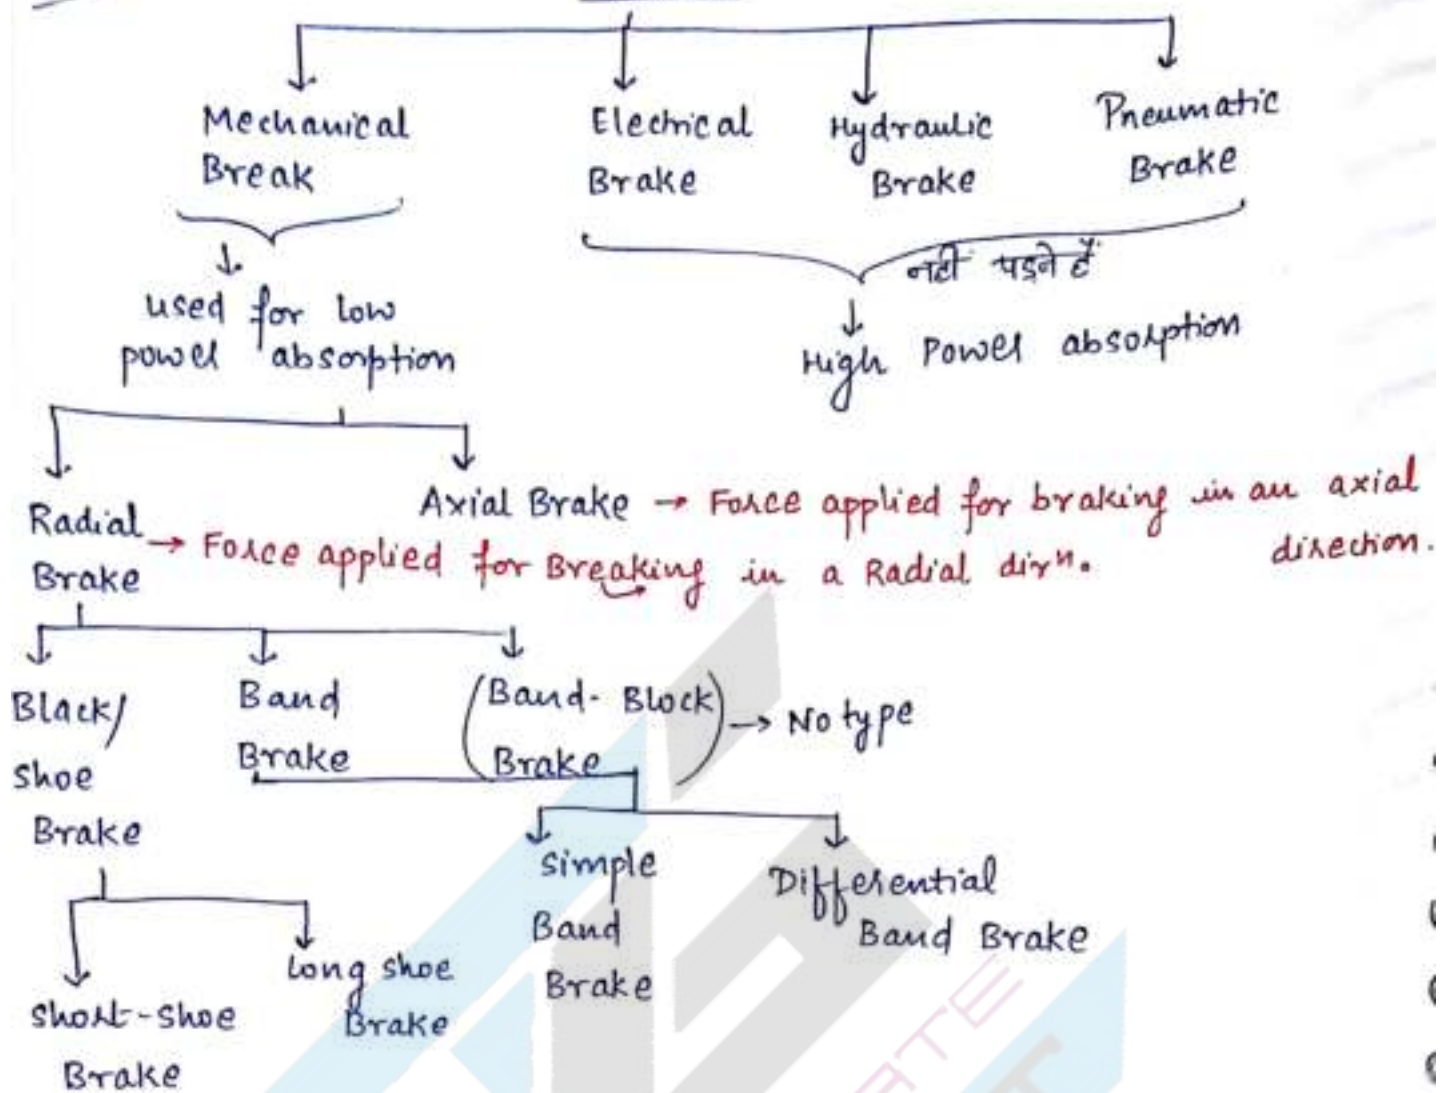 Mechanical
Break
Electrical
Brake
Hydraulic
Brake
Pneumatic
Brake
used for low
power absorption
नहीं पड़ने हैं
High Power absorption
Radial
Brake
→ Force applied for Breaking in a Radial dirⁿ.
Axial Brake → Force applied for braking in an axial
direction.
Black/
shoe
Brake
Band
Brake
(Band-Block
Brake) → No type
Simple
Band
Brake
Differential
Band Brake
Short-shoe
Brake
Long shoe
Brake